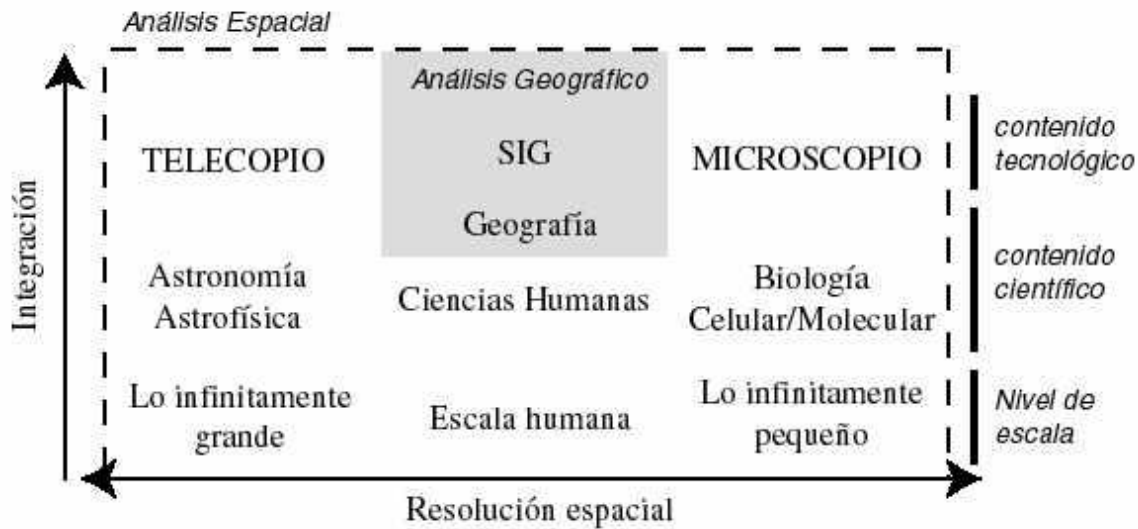 Análisis Espacial
Análisis Geográfico
TELECOPIO
SIG
MICROSCOPIO
contenido
tecnológico
Geografía
Astronomía
Astrofísica
Ciencias Humanas
Biología
Celular/Molecular
contenido
científico
Lo infinitamente
grande
Escala humana
Lo infinitamente
pequeño
Nivel de
escala
Integración
Resolución espacial